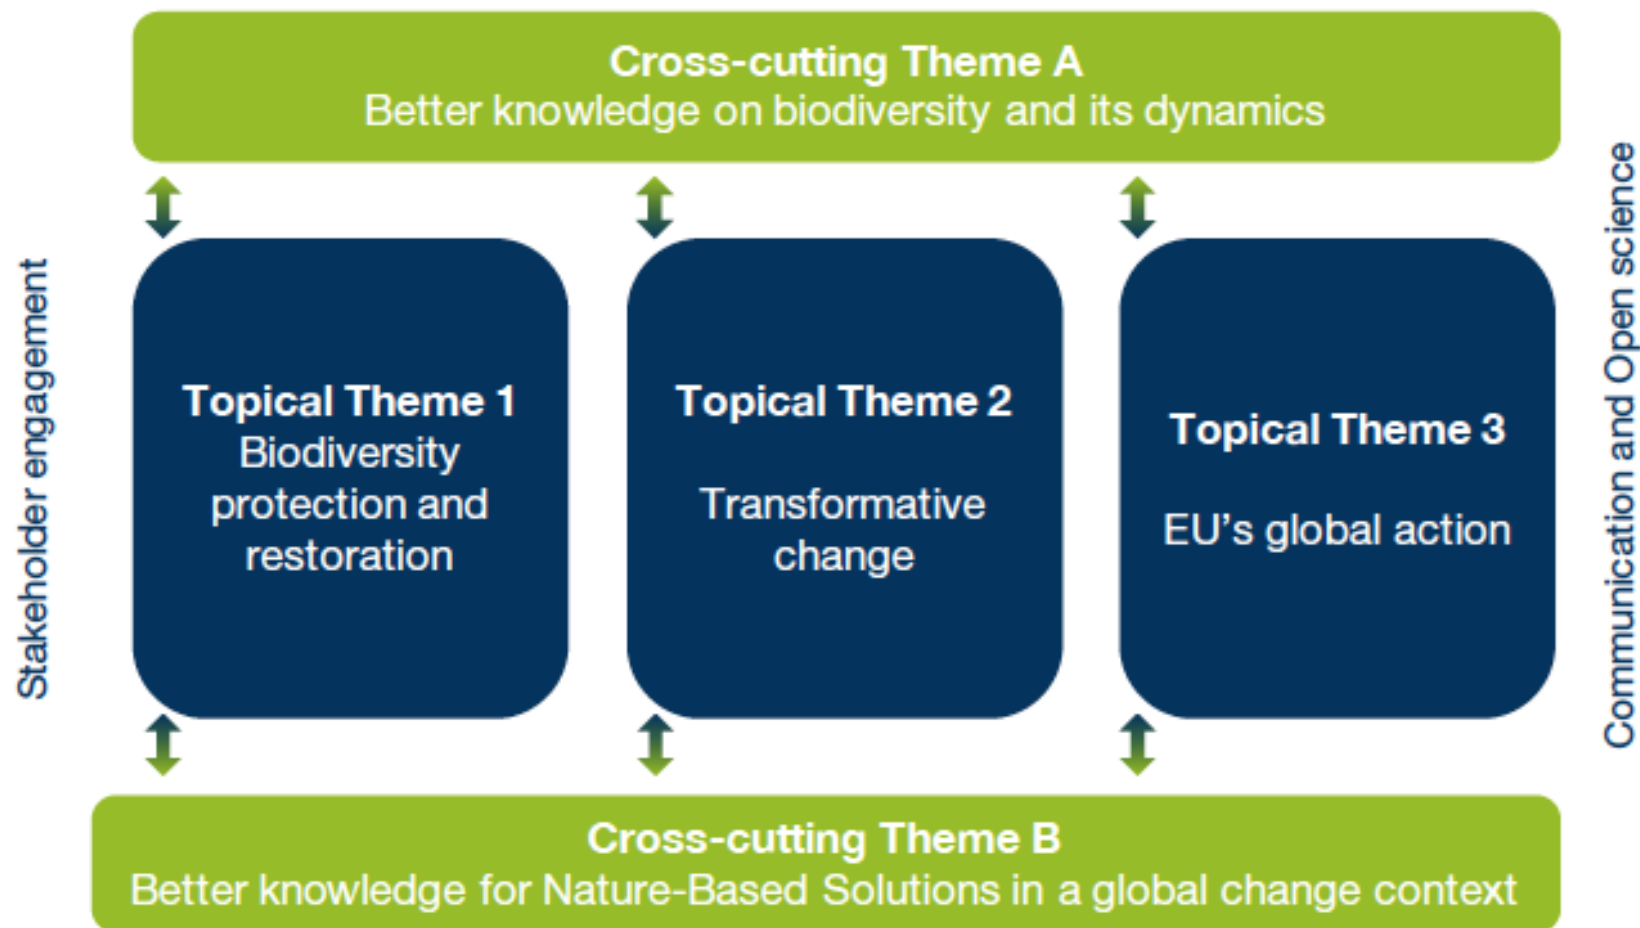 Cross-cutting Theme A
Better knowledge on biodiversity and its dynamics
Stakeholder engagement
Topical Theme 1
Biodiversity
protection and
restoration
Topical Theme 2
Transformative
change
Topical Theme 3
EU’s global action
Communication and Open science
Cross-cutting Theme B
Better knowledge for Nature-Based Solutions in a global change context